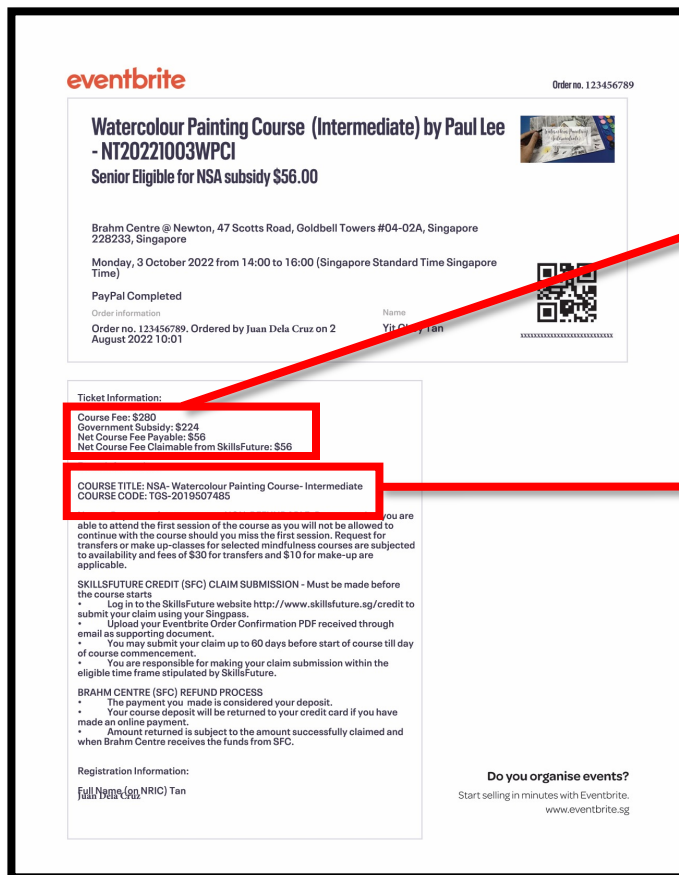 eventbrite
Order no. 123456789
Watercolour Painting Course (Intermediate) by Paul Lee
- NT20221003WPCI
Senior Eligible for NSA subsidy $56.00
Brahm Centre @ Newton, 47 Scotts Road, Goldbell Towers #04-02A, Singapore
228233, Singapore
Monday, 3 October 2022 from 14:00 to 16:00 (Singapore Standard Time Singapore
Time)
PayPal Completed
Order information
Order no. 123456789. Ordered by Juan Dela Cruz on 2
August 2022 10:01
Name
Yit Tan
xxxxxxxxxxxxxxxxxxxxxxxxxxxx
Ticket Information:
Course Fee: $280
Government Subsidy: $224
Net Course Fee Payable: $56
Net Course Fee Claimable from SkillsFuture: $56
COURSE TITLE: NSA- Watercolour Painting Course- Intermediate
COURSE CODE: TGS-2019507485
you are
able to attend the first session of the course as you will not be allowed to
continue with the course should you miss the first session. Request for
transfers or make up-classes for selected mindfulness courses are subjected
to availability and fees of $30 for transfers and $10 for make-up are
applicable.
SKILLSFUTURE CREDIT (SFC) CLAIM SUBMISSION - Must be made before
the course starts
• Log in to the SkillsFuture website http://www.skillsfuture.sg/credit to
submit your claim using your Singpass.
• Upload your Eventbrite Order Confirmation PDF received through
email as supporting document.
• You may submit your claim up to 60 days before start of course till day
of course commencement.
• You are responsible for making your claim submission within the
eligible time frame stipulated by SkillsFuture.
BRAHM CENTRE (SFC) REFUND PROCESS
• The payment you made is considered your deposit.
• Your course deposit will be returned to your credit card if you have
made an online payment.
• Amount returned is subject to the amount successfully claimed and
when Brahm Centre receives the funds from SFC.
Registration Information:
Full Name (on NRIC) Tan
Juan Dela Cruz
Do you organise events?
Start selling in minutes with Eventbrite.
www.eventbrite.sg